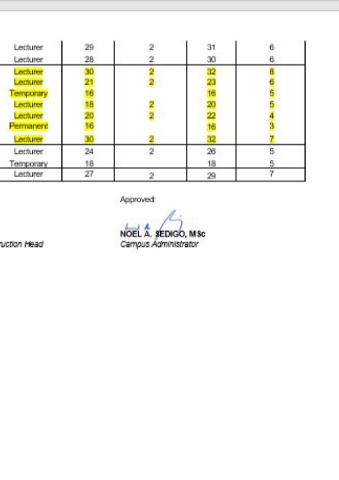 Lecturer 29 2 31 6
Lecturer 28 2 30 6
Lecturer 30 2 32 8
Lecturer 21 2 23 6
Temporary 16 16 5
Lecturer 18 2 20 5
Lecturer 20 2 22 4
Permanent 16 16 3
Lecturer 30 2 32 7
Lecturer 24 2 26 5
Temporary 18 18 5
Lecturer 27 2 29 7
Approved:
NOEL A. SEDIGO, MSc
ruction Head Campus Administrator